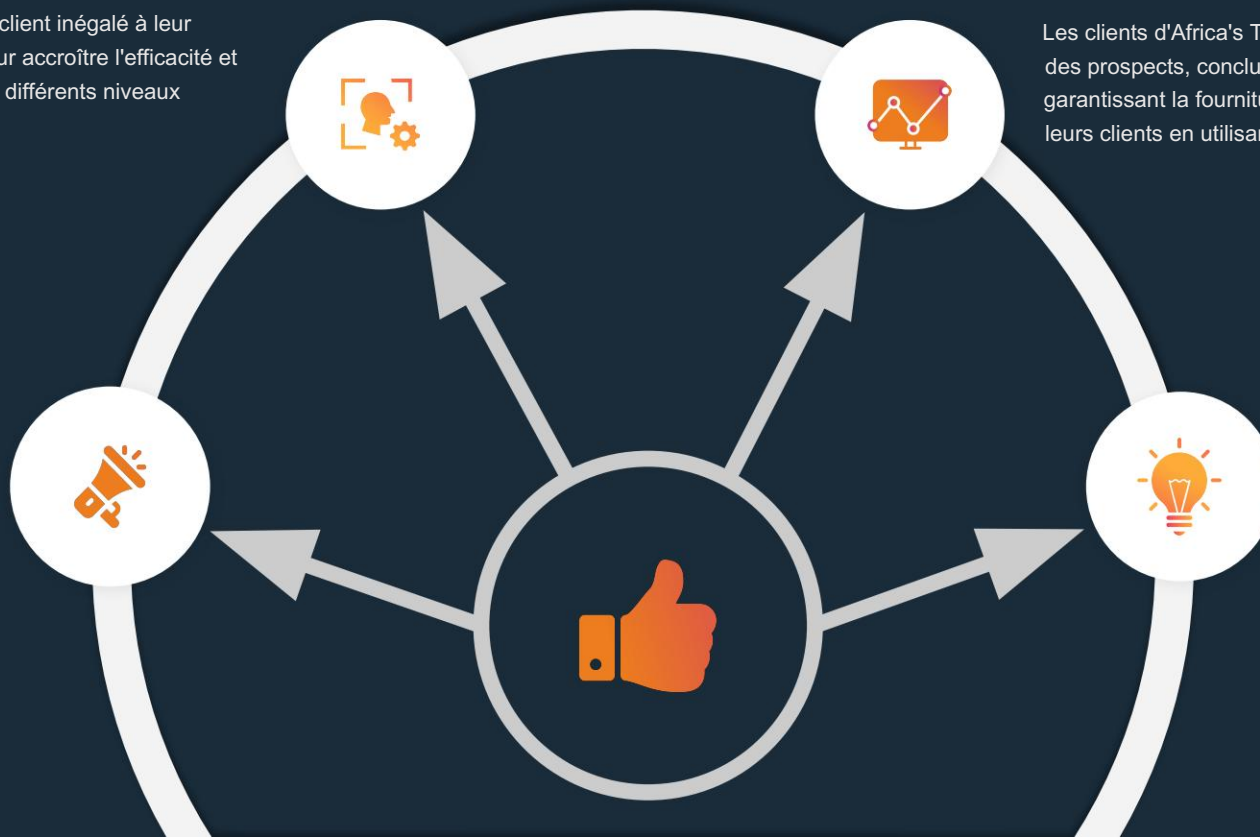 client inégalé à leur
ur accroître l'efficacité et
différents niveaux
Les clients d'Africa's T
des prospects, conclu
garantissant la fournitu
leurs clients en utilisan